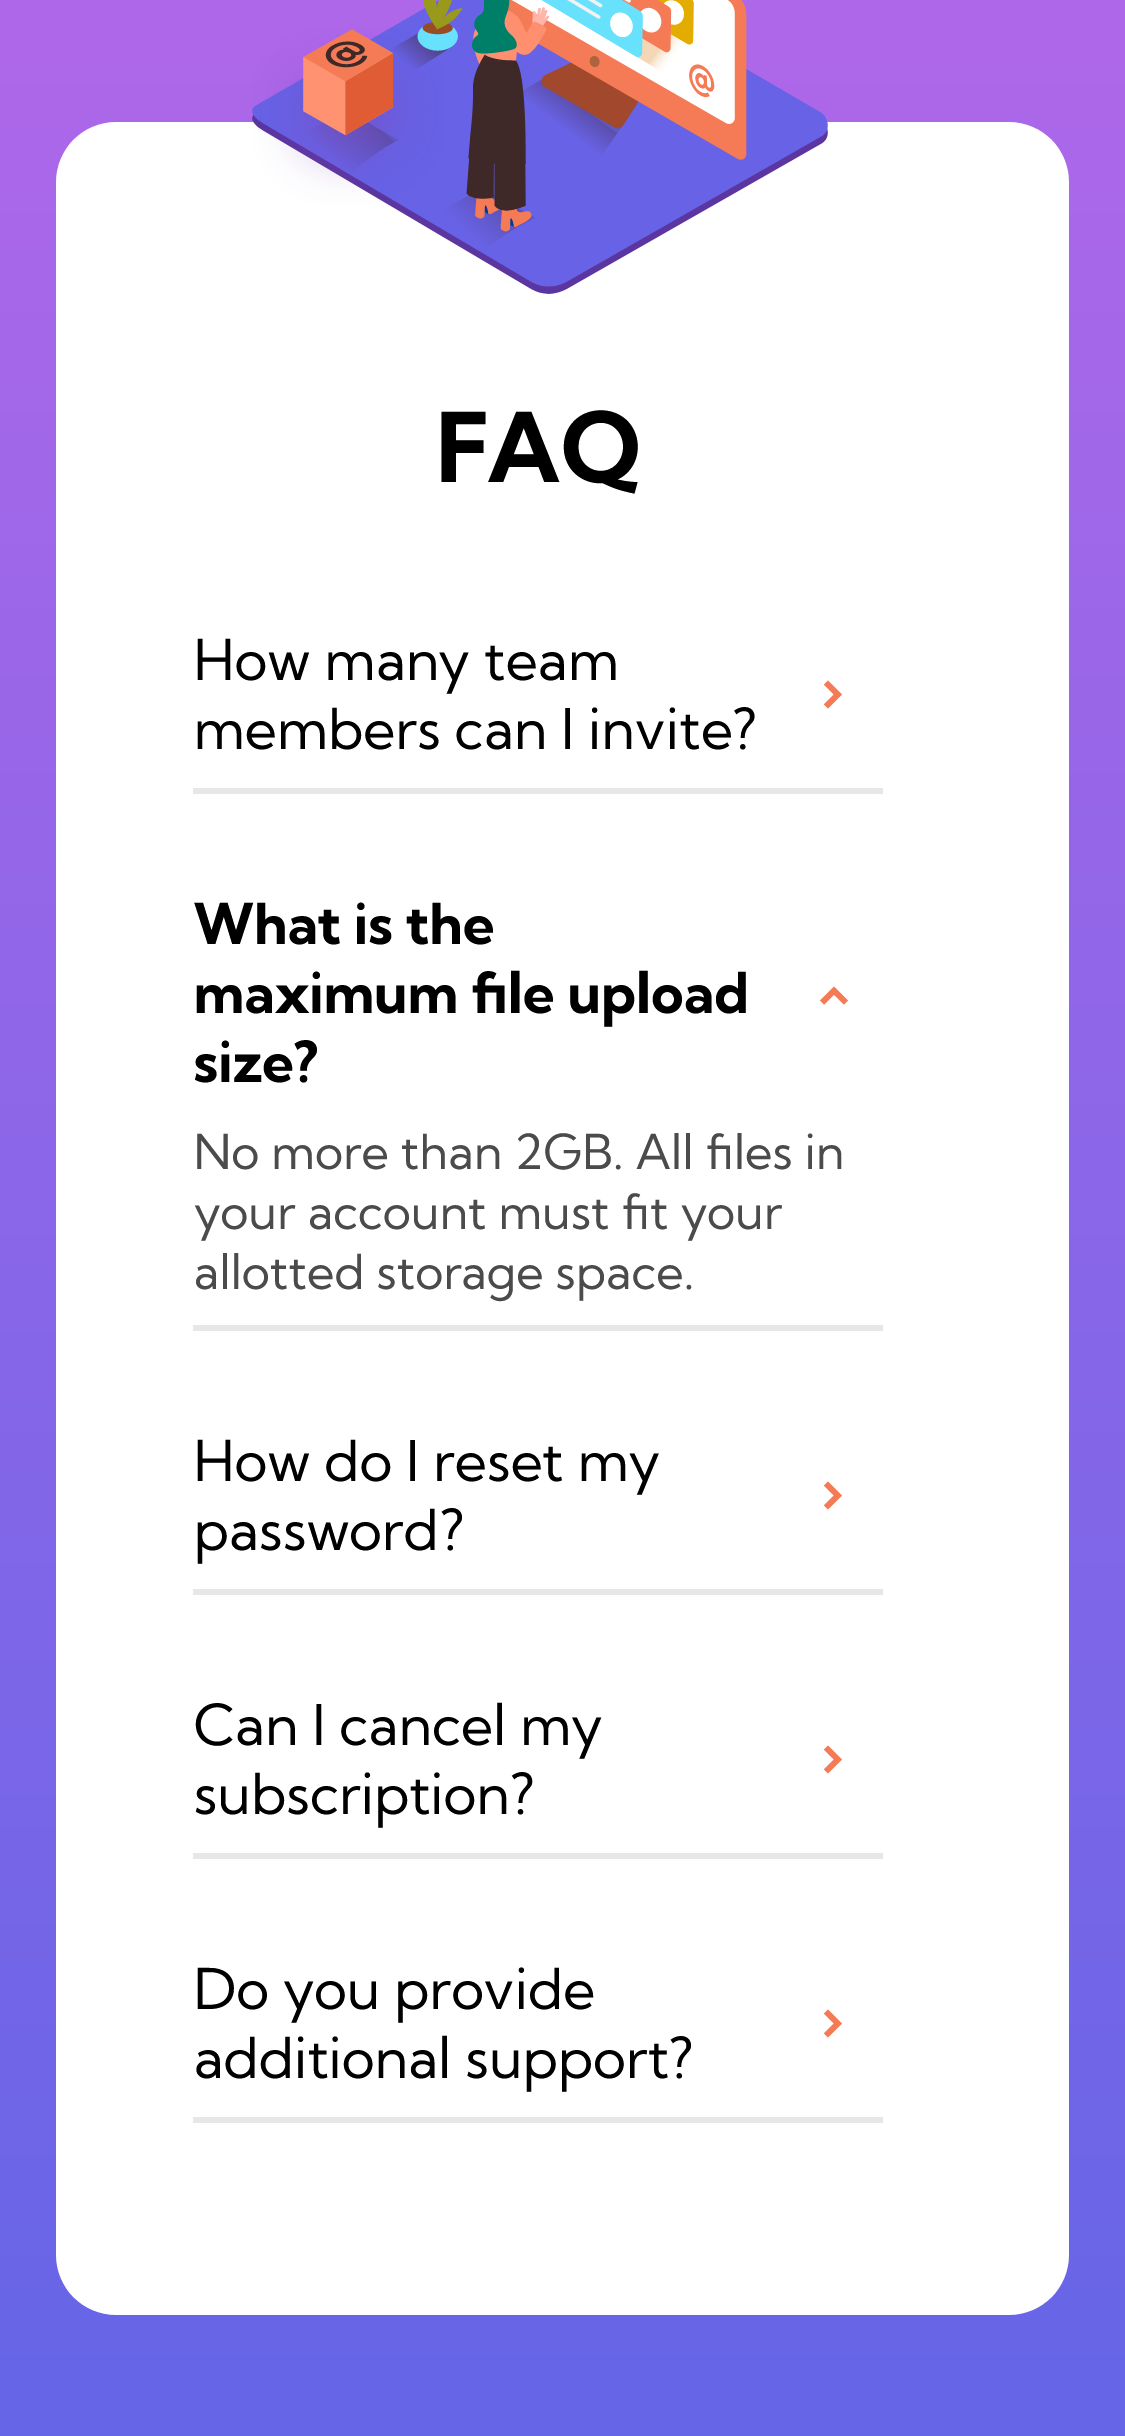 @
@
FAQ
How many team
members can I invite?
What is the
maximum file upload
size?
No more than 2GB. All files in
your account must fit your
allotted storage space.
How do I reset my
password?
Can I cancel my
subscription?
Do you provide
additional support?